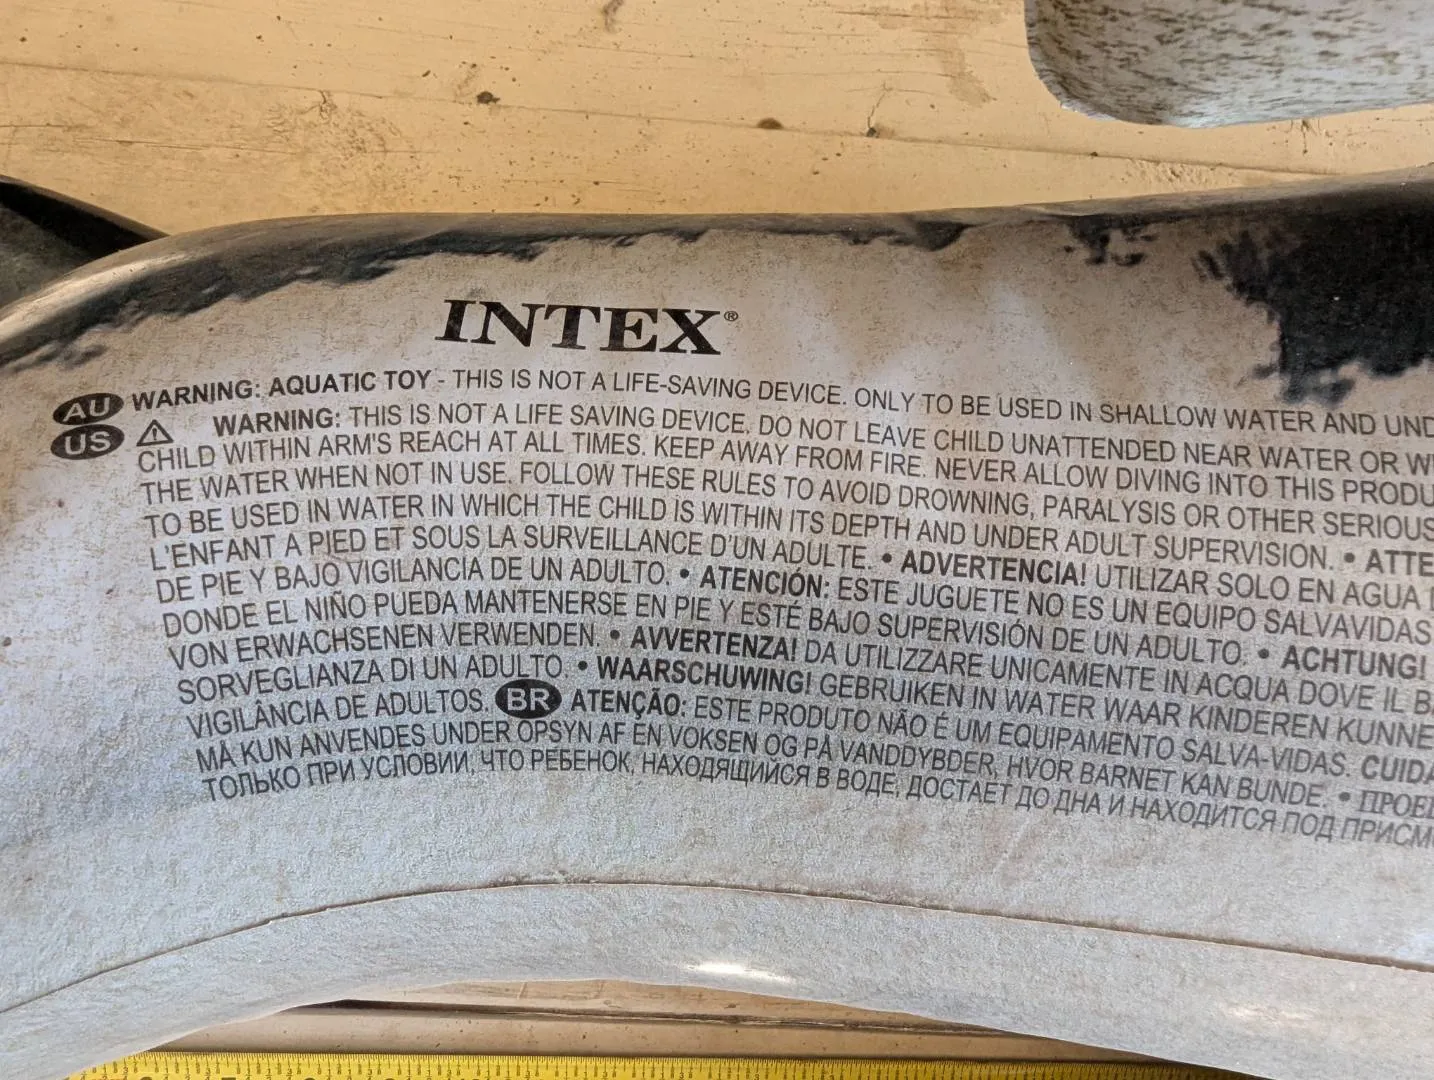 INTEX®
AU WARNING: AQUATIC TOY - THIS IS NOT A LIFE-SAVING DEVICE. ONLY TO BE USED IN SHALLOW WATER AND
US WARNING: THIS IS NOT A LIFE SAVING DEVICE. DO NOT LEAVE CHILD UNATTENDED NEAR WATER OR
CHILD WITHIN ARM'S REACH AT ALL TIMES. KEEP AWAY FROM FIRE. NEVER ALLOW DIVING INTO THIS
THE WATER WHEN NOT IN USE. FOLLOW THESE RULES TO AVOID DROWNING, PARALYSIS OR OTHER SERIOUS
TO BE USED IN WATER IN WHICH THE CHILD IS WITHIN ITS DEPTH AND UNDER ADULT SUPERVISION. •
L'ENFANT A PIED ET SOUS LA SURVEILLANCE D'UN ADULTE. • ADVERTENCIA! UTILIZAR SOLO EN AGUA
DE PIE Y BAJO VIGILANCIA DE UN ADULTO. • ATENCIÓN: ESTE JUGUETE NO ES UN EQUIPO SALVAVIDAS
DONDE EL NIÑO PUEDA MANTENERSE EN PIE Y ESTÉ BAJO SUPERVISIÓN DE UN ADULTO. • ACHTUNG!
VON ERWACHSENEN VERWENDEN. • AVVERTENZA! DA UTILIZZARE UNICAMENTE IN ACQUA DOVE IL
SORVEGLIANZA DI UN ADULTO. • WAARSCHUWING! GEBRUIKEN IN WATER WAAR KINDEREN
VIGILÂNCIA DE ADULTOS. BR ATENÇÃO: ESTE PRODUTO NÃO É UM EQUIPAMENTO SALVA-VIDAS.
MÅ KUN ANVENDES UNDER OPSYN AF EN VOKSEN OG PÅ VANDDYBDER, HVOR BARNET KAN BUNDE. •
ТОЛЬКО ПРИ УСЛОВИИ, ЧТО РЕБЕНОК, НАХОДЯЩИЙСЯ В ВОДЕ, ДОСТАЕТ ДО ДНА И НАХОДИТСЯ ПОД